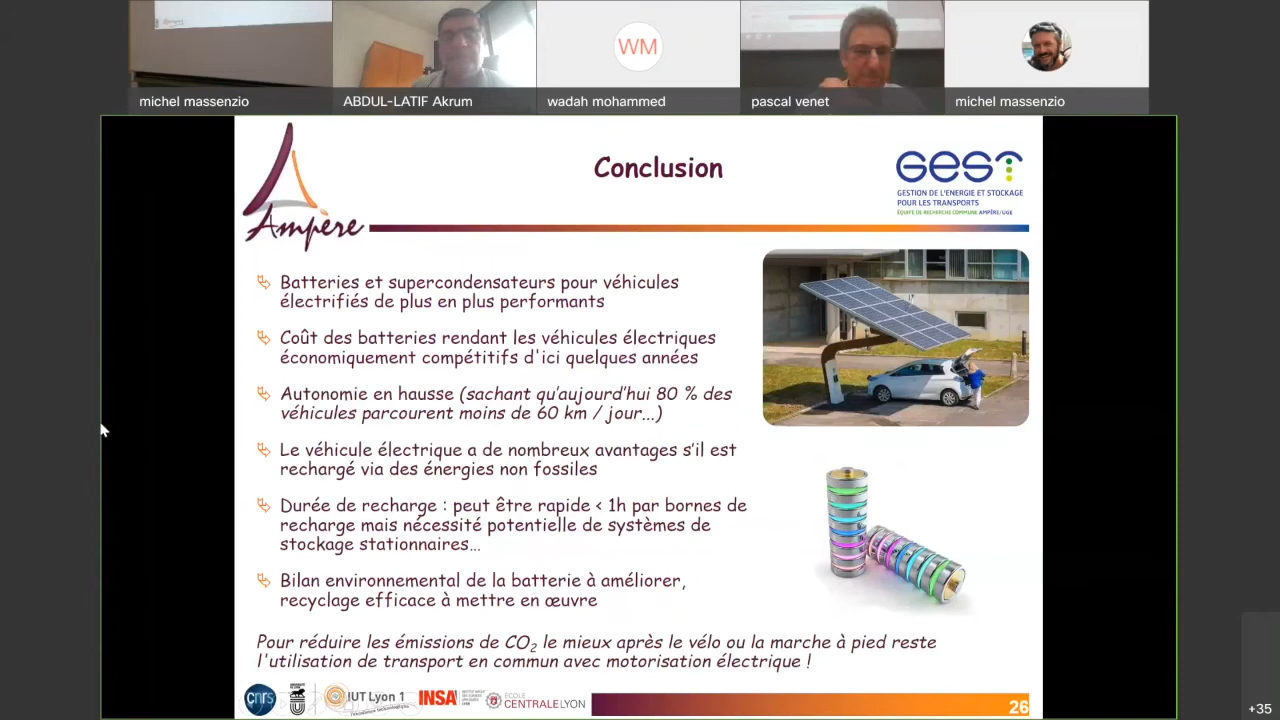 WM
michel massenzio
ABDUL-LATIF Akrum
wadah mohammed
pascal venet
michel massenzio
Ampère
Conclusion
GEST
GESTION DE L'ENERGIE ET STOCKAGE
POUR LES TRANSPORTS
ÉQUIPE DE RECHERCHE COMMUNE AMPÈRE/UGE
Batteries et supercondensateurs pour véhicules
électrifiés de plus en plus performants
Coût des batteries rendant les véhicules électriques
économiquement compétitifs d'ici quelques années
Autonomie en hausse (sachant qu'aujourd'hui 80 % des
véhicules parcourent moins de 60 km / jour...)
Le véhicule électrique a de nombreux avantages s'il est
rechargé via des énergies non fossiles
Durée de recharge : peut être rapide < 1h par bornes de
recharge mais nécessité potentielle de systèmes de
stockage stationnaires…
Bilan environnemental de la batterie à améliorer,
recyclage efficace à mettre en œuvre
Pour réduire les émissions de CO₂ le mieux après le vélo ou la marche à pied reste
l'utilisation de transport en commun avec motorisation électrique !
cnrs
IUT Lyon 1
INSA
ÉCOLE
CENTRALELYON
26
+35